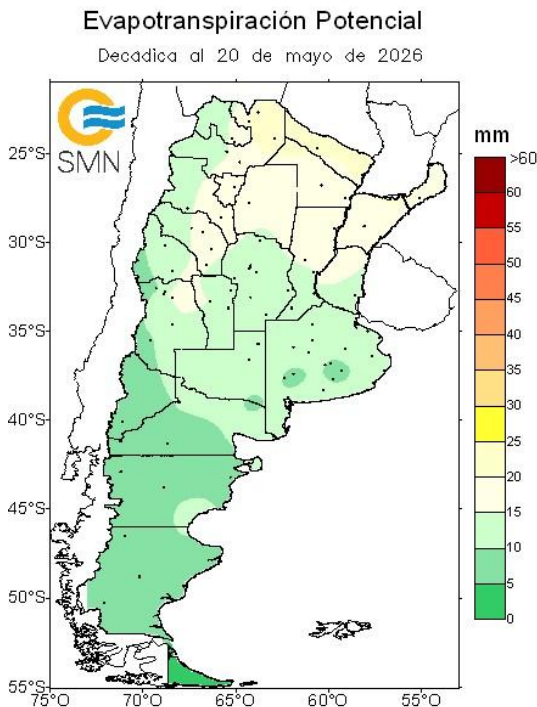 Evapotranspiración Potencial
Decadica al 20 de mayo de 2026
SMN
mm
>60
60
55
50
45
40
35
30
25
20
15
10
5
0
25°S
30°S
35°S
40°S
45°S
50°S
55°S
75°O
70°O
65°O
60°O
55°O